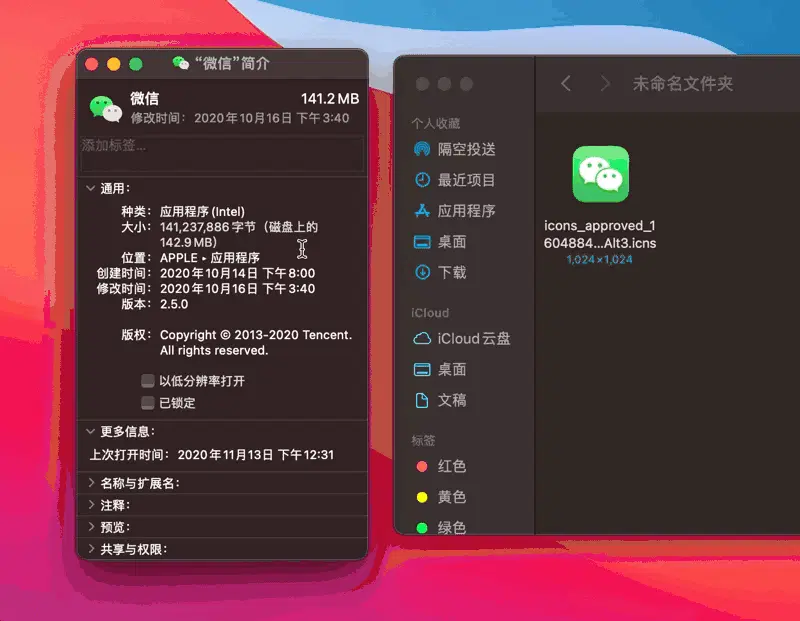 “微信”简介
微信 141.2 MB
修改时间： 2020年10月16日 下午3:40
添加标签...
通用：
种类： 应用程序 (Intel)
大小： 141,237,886 字节（磁盘上的
142.9 MB）
位置： APPLE ▸ 应用程序
创建时间： 2020年10月14日 下午8:00
修改时间： 2020年10月16日 下午3:40
版本： 2.5.0
版权： Copyright © 2013-2020 Tencent.
All rights reserved.
以低分辨率打开
已锁定
更多信息：
上次打开时间： 2020年11月13日 下午12:31
名称与扩展名：
注释：
预览：
共享与权限：
未命名文件夹
个人收藏
隔空投送
最近项目
应用程序
桌面
下载
iCloud
iCloud 云盘
桌面
文稿
标签
红色
黄色
绿色
icons_approved_1
604884...Alt3.icns
1,024×1,024